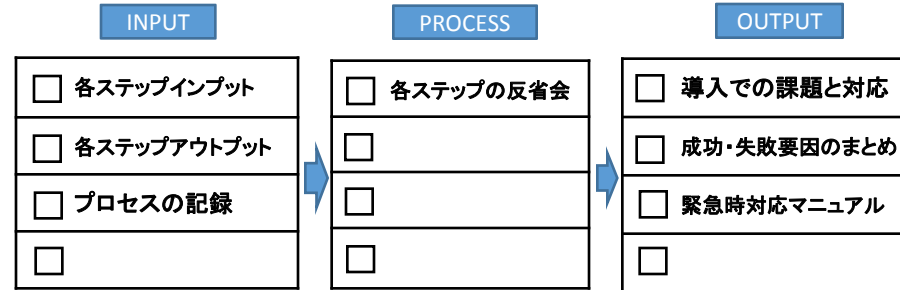 INPUT
PROCESS
OUTPUT
各ステップインプット
各ステップアウトプット
プロセスの記録
各ステップの反省会
導入での課題と対応
成功・失敗要因のまとめ
緊急時対応マニュアル